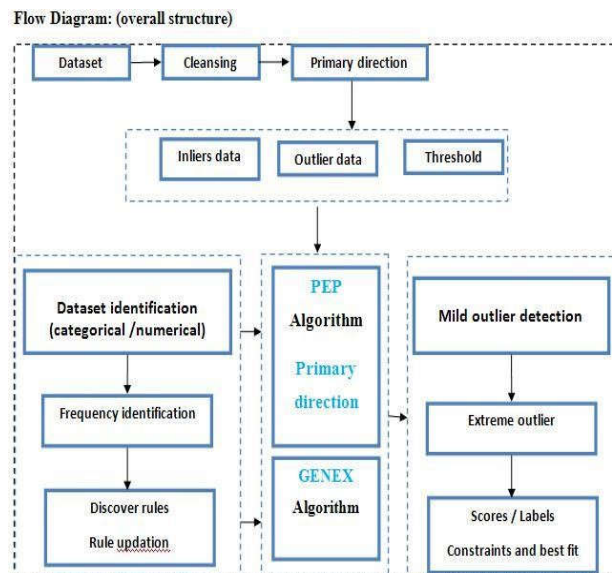 Flow Diagram: (overall structure)
Dataset
Cleansing
Primary direction
Inliers data
Outlier data
Threshold
Dataset identification
(categorical /numerical)
Frequency identification
Discover rules
Rule updation
PEP
Algorithm
Primary
direction
GENEX
Algorithm
Mild outlier detection
Extreme outlier
Scores / Labels
Constraints and best fit